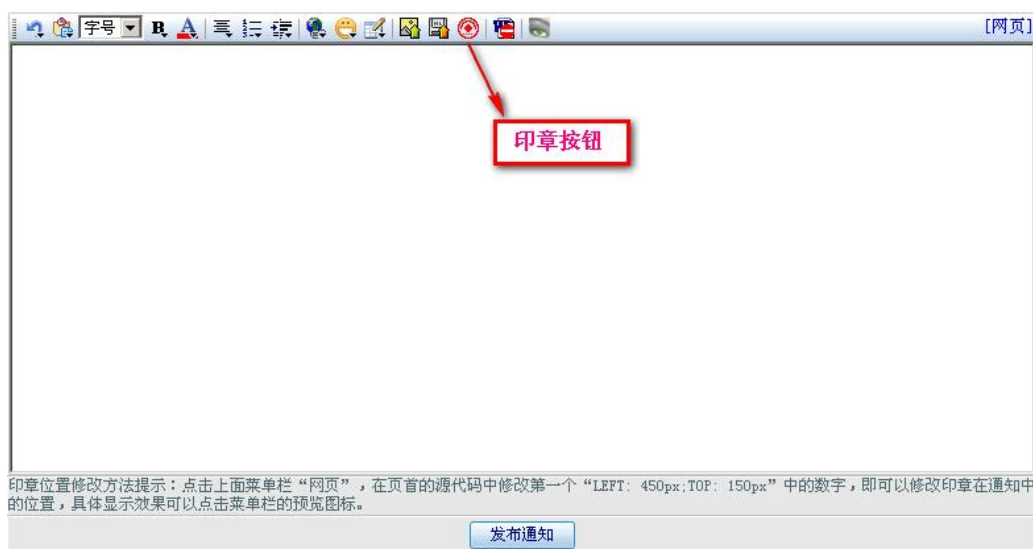 字号 B A [网页]
印章按钮
印章位置修改方法提示：点击上面菜单栏“网页”，在页首的源代码中修改第一个“LEFT: 450px;TOP: 150px”中的数字，即可以修改印章在通知中
的位置，具体显示效果可以点击菜单栏的预览图标。
发布通知